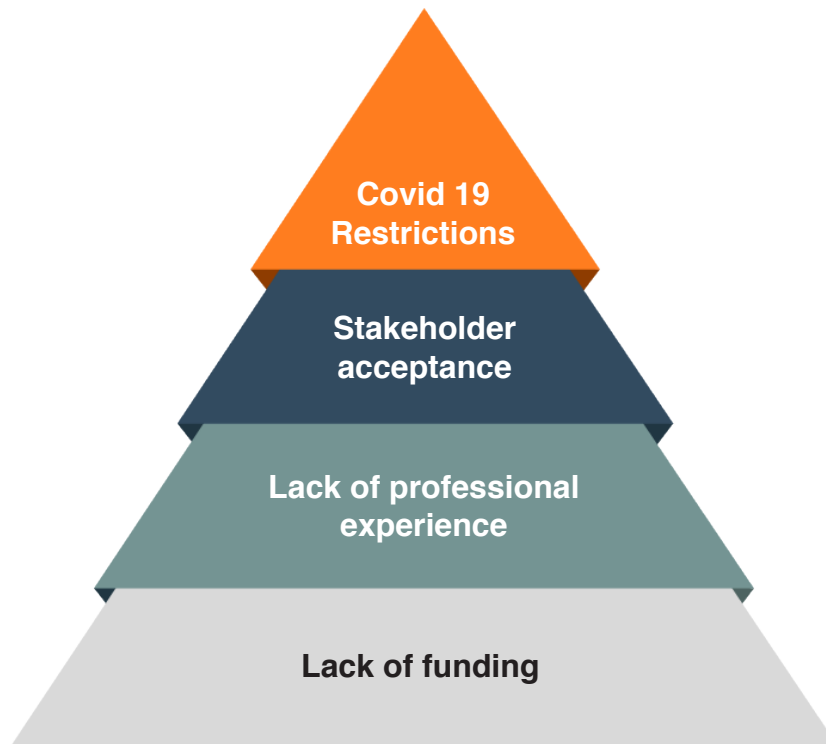 Covid 19
Restrictions
Stakeholder
acceptance
Lack of professional
experience
Lack of funding